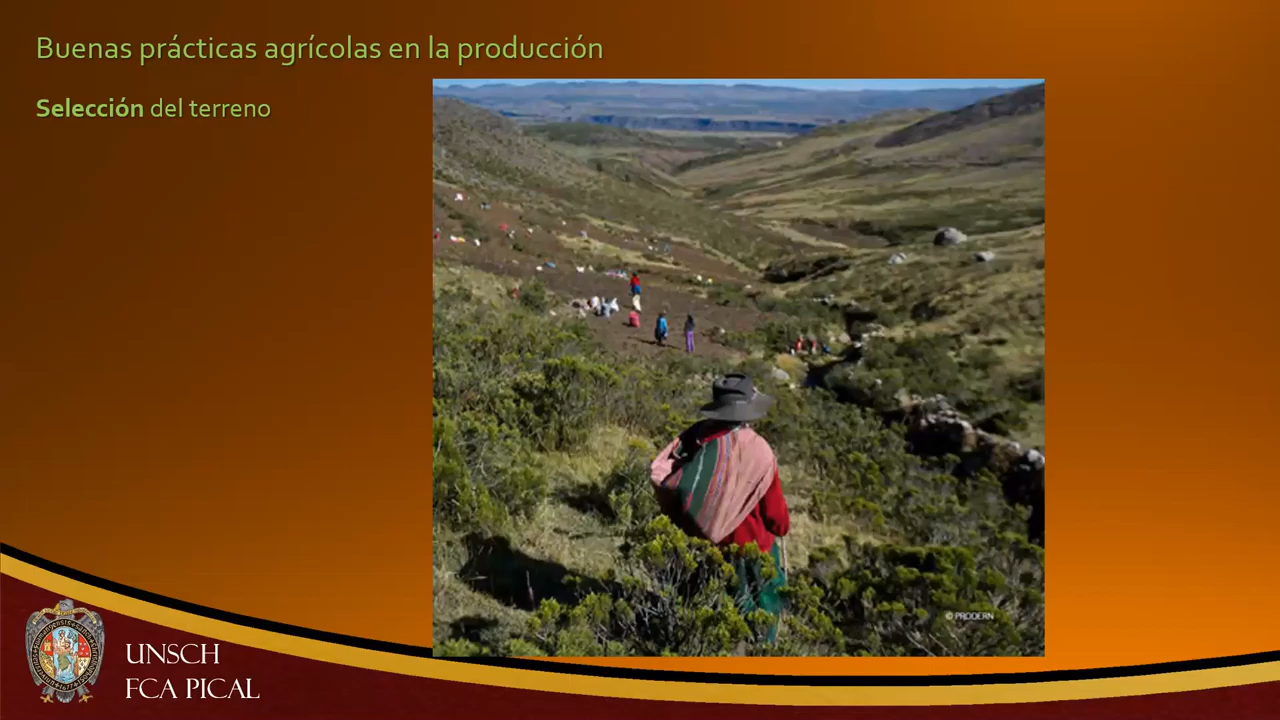 Buenas prácticas agrícolas en la producción
Selección del terreno
© PRODERN
UNSCH
FCA PICAL